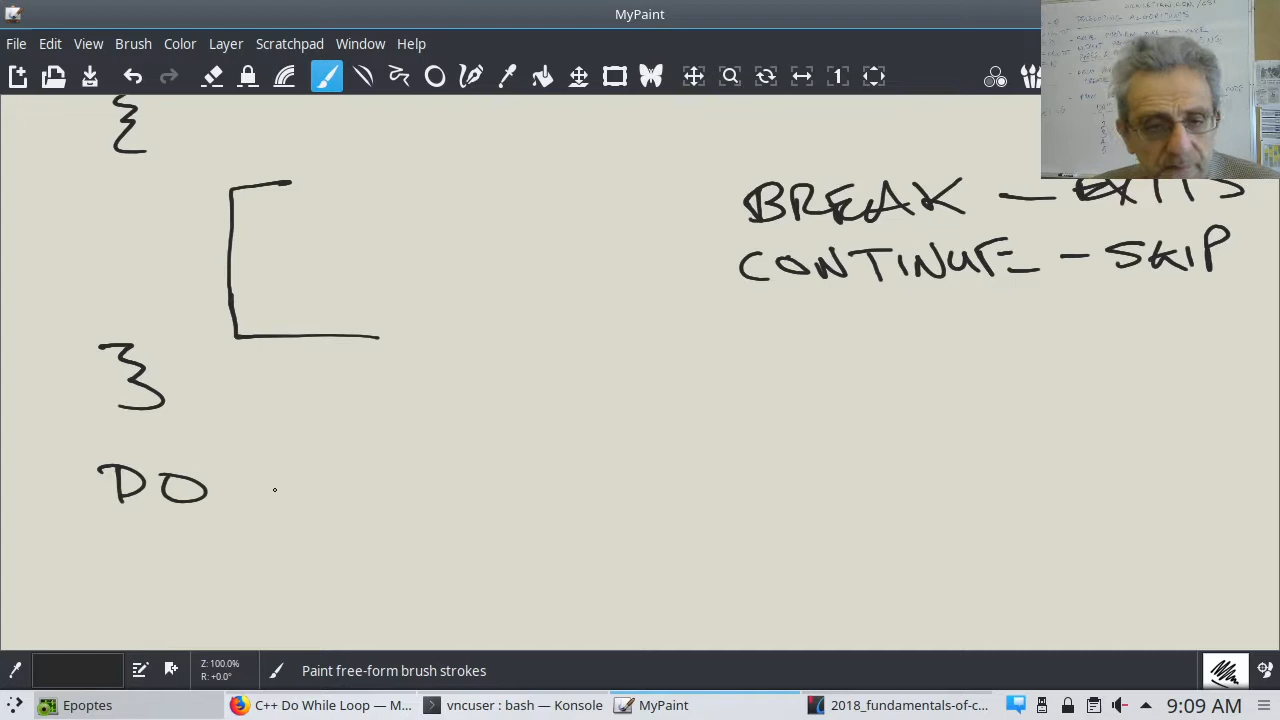 MyPaint
File Edit View Brush Color Layer Scratchpad Window Help
{
BREAK — EXITS
CONTINUE — SKIP
}
DO
Z: 100.0%
R: +0.0°
Paint free-form brush strokes
Epoptes
C++ Do While Loop — M...
vncuser : bash — Konsole
MyPaint
2018_fundamentals-of-c...
9:09 AM